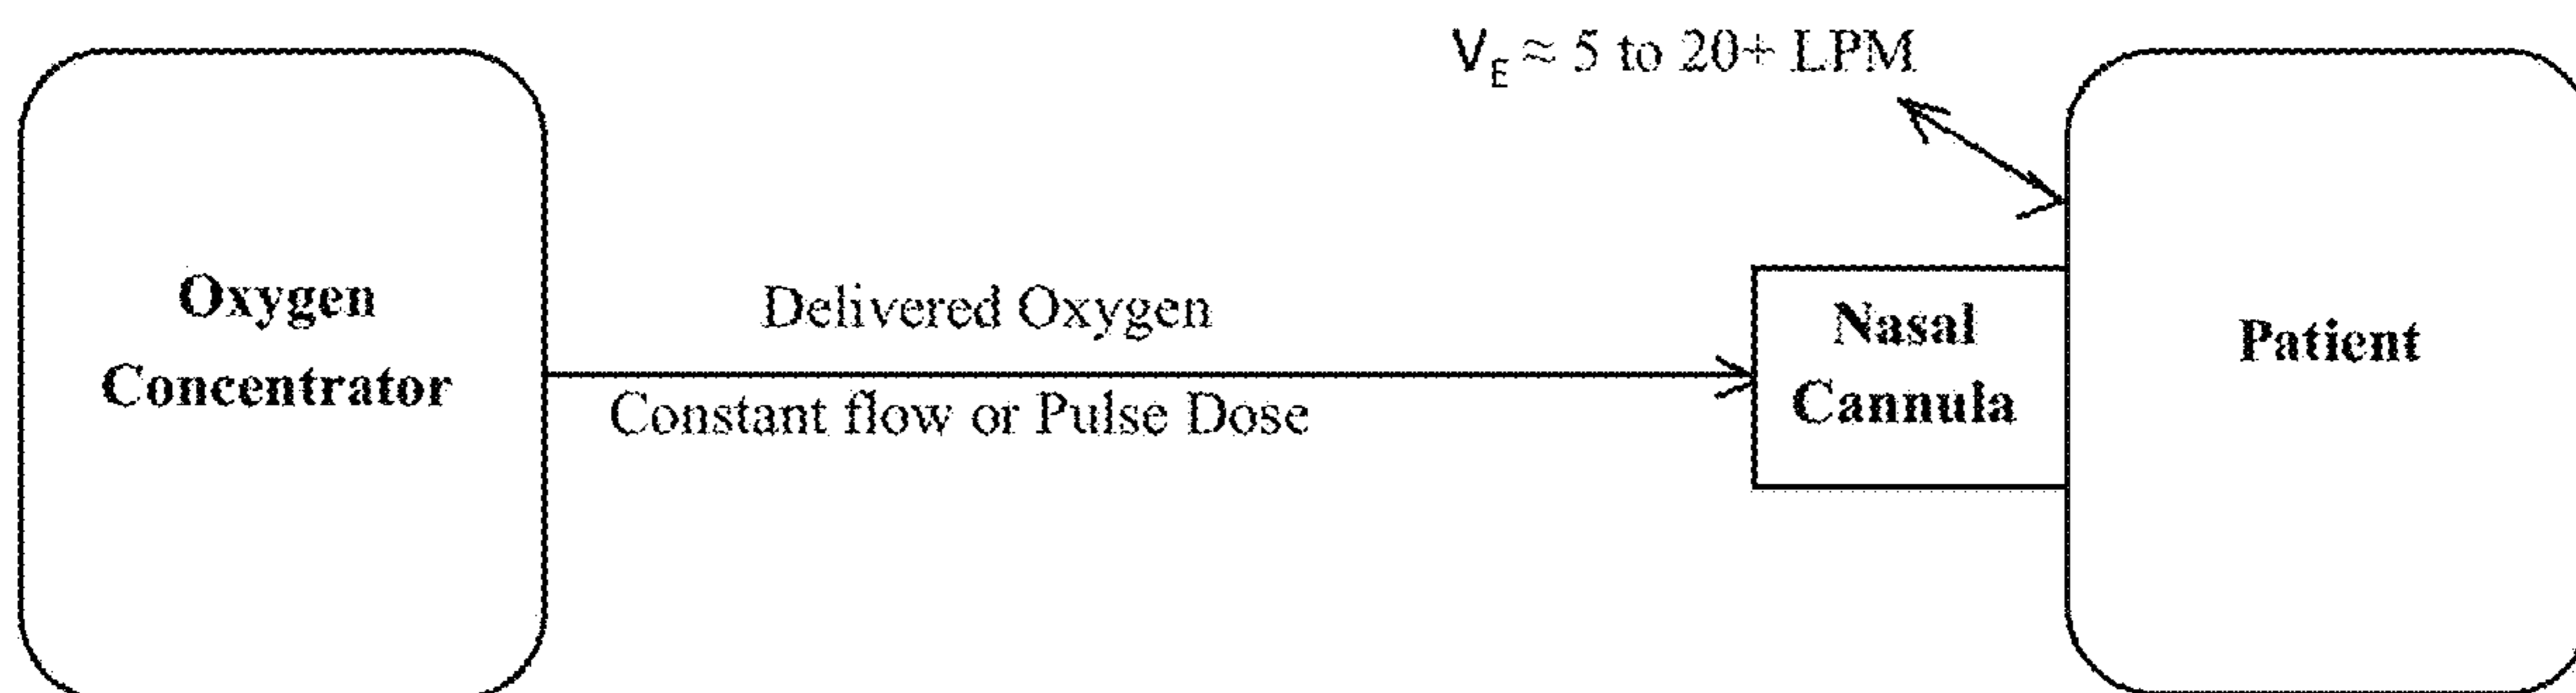 V_E ≈ 5 to 20+ LPM
Oxygen
Concentrator
Delivered Oxygen
Constant flow or Pulse Dose
Nasal
Cannula
Patient